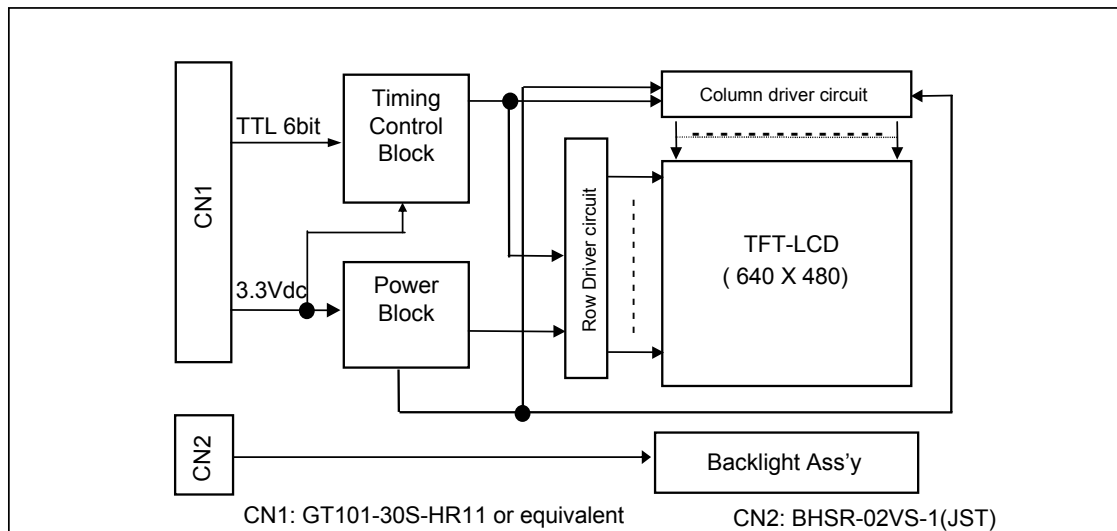 CN1
TTL 6bit
3.3Vdc
Timing
Control
Block
Power
Block
Row Driver circuit
Column driver circuit
TFT-LCD
( 640 X 480)
CN2
Backlight Ass'y
CN1: GT101-30S-HR11 or equivalent
CN2: BHSR-02VS-1(JST)